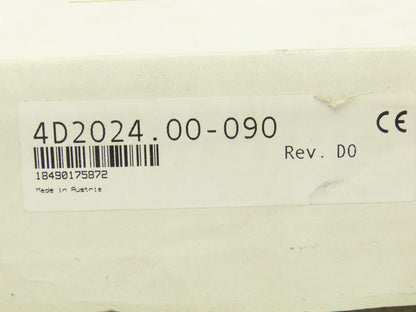 4D2024.00-090
CE
Rev. D0
18490175872
Made in Austria